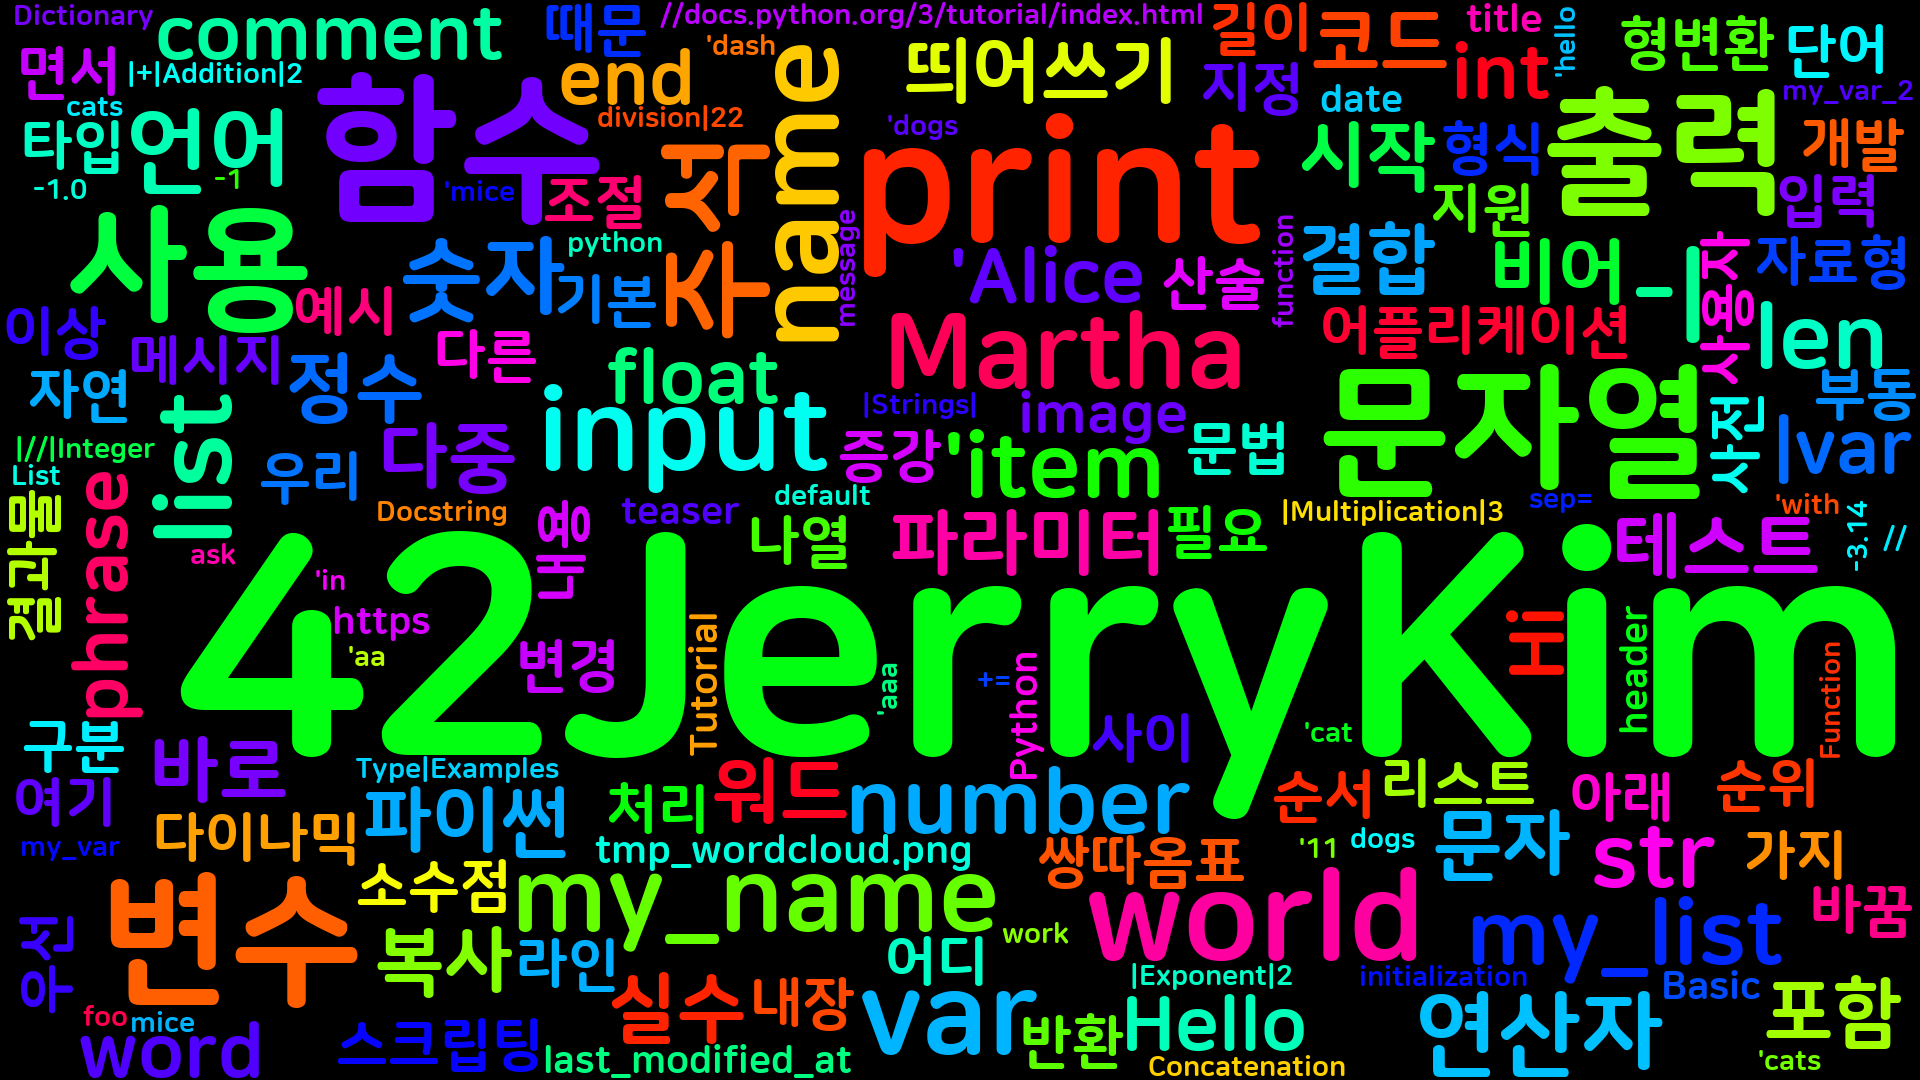 Dictionary
comment
때문
//docs.python.org/3/tutorial/index.html
길이
코드
title
'hello
형변환
단어
면서
|+|Addition|2
end
'dash
name
띄어쓰기
지정
date
int
my_var_2
cats
타입
언어
함수
division|22
'dogs
print
시작
형식
출력
개발
-1.0
-1
'mice
조절
주석
message
function
지원
입력
사용
숫자
python
기본
'Alice
산술
결합
비어
-|
숫자예
자료형
이상
예시
메시지
다른
float
Martha
어플리케이션
len
자연
list
정수
input
|Strings|
image
문자열
사전
부동
|//|Integer
List
우리
다중
증강
'item
문법
|var
결과물
phrase
Docstring
내용
teaser
default
나열
파라미터
필요
|Multiplication|3
sep=
'with
테스트
-3.14
//
ask
'in
https
'aa
42JerryKim
변경
Tutorial
'aaa
+=
Python
사이
'cat
비
header
Function
구분
바로
Type|Examples
여기
파이썬
처리
워드
number
순서
리스트
아래
순위
my_var
다이나믹
tmp_wordcloud.png
쌍따옴표
'11
dogs
문자
str
가지
변수
소수점
my_name
world
my_list
바꿈
우선
복사
라인
어디
work
|Exponent|2
initialization
Basic
포함
foo
mice
word
스크립팅
실수
내장
var
반환
Hello
연산자
last_modified_at
Concatenation
'cats